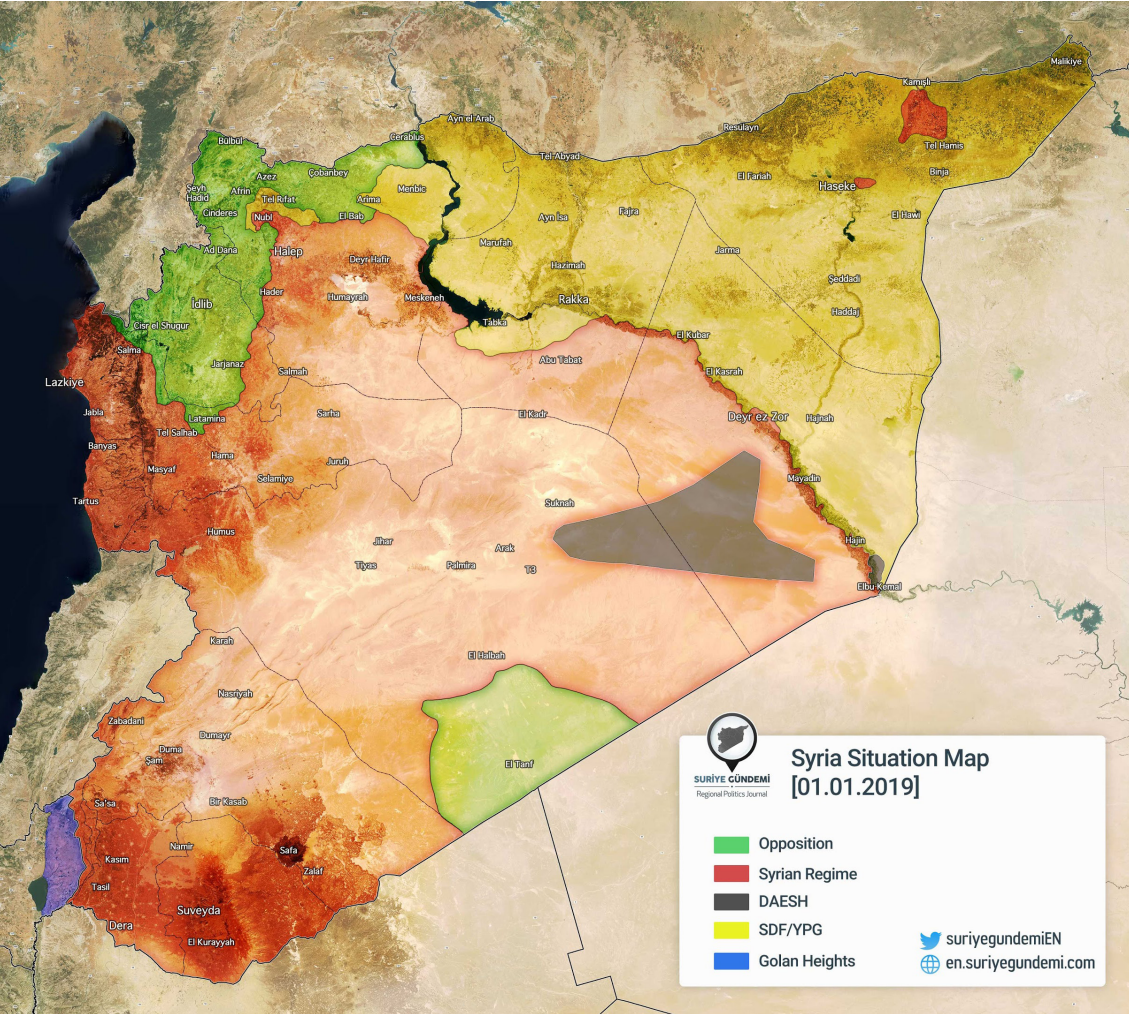 Malikiye
Kamışlı
Ayn el Arab
Resulayn
Cerablus
Bülbül
Tel Hamis
Tel Abyad
Çobanbey
Azez
El Fariah
Binja
Şeyh
Hadid
Afrin
Menbic
Haseke
Tel Rifat
Arima
Cinderes
Nubl
El Bab
Ayn İsa
Fajra
El Hawi
Ad Dana
Halep
Marufah
Jarma
Deyr Hafir
Hazimah
Şeddadi
Hader
Humayrah
Meskeneh
Rakka
İdlib
Haddaj
Cisr el Shugur
Tabka
El Kubar
Salma
Jarjanaz
Abu Tabat
Salmah
El Kasrah
Lazkiye
Jabla
Latamina
Sarha
El Kadr
Deyr ez Zor
Hajnah
Tel Salhab
Banyas
Hama
Masyaf
Juruh
Selamiye
Mayadin
Tartus
Suknah
Humus
Jihar
Hajin
Arak
Tiyas
Palmira
T3
Elbu Kemal
Karah
El Halbah
Nasriyah
Zabadani
Duma
Dumayr
Şam
El Tanf
Sa'sa
Bir Kasab
Kasım
Namir
Safa
Zalaf
Tasil
Suveyda
Dera
El Kurayyah
SURİYE GÜNDEMİ
Regional Politics Journal
Syria Situation Map
[01.01.2019]
Opposition
Syrian Regime
DAESH
SDF/YPG
Golan Heights
suriyegundemiEN
en.suriyegundemi.com